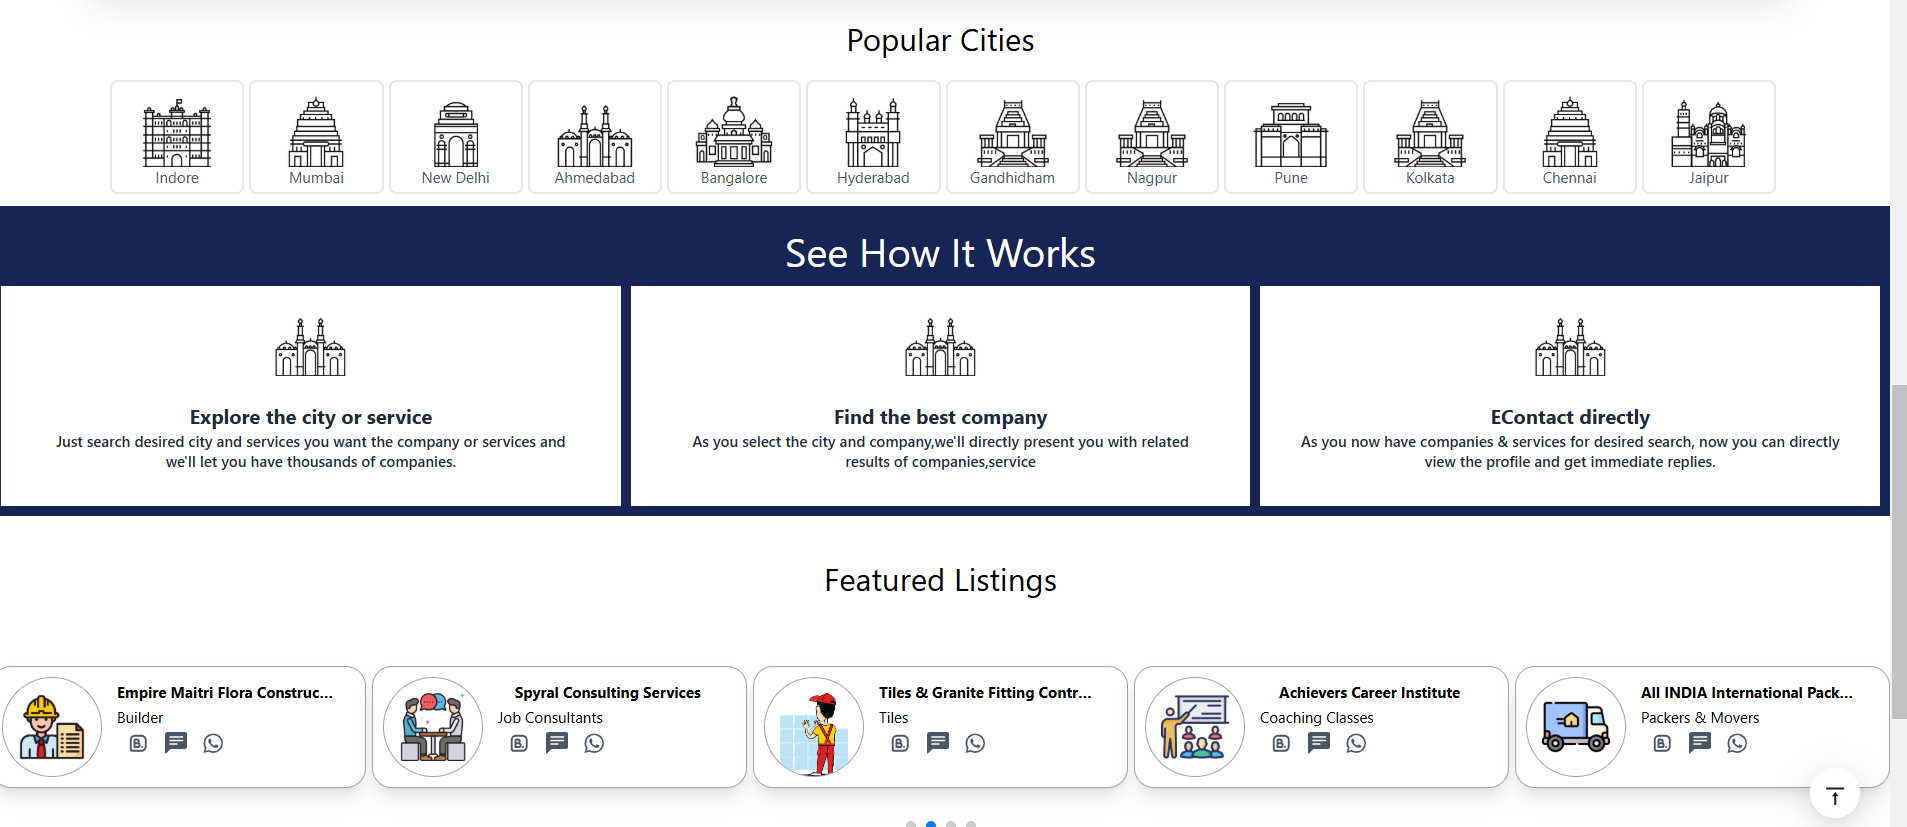 Popular Cities
Indore
Mumbai
New Delhi
Ahmedabad
Bangalore
Hyderabad
Gandhidham
Nagpur
Pune
Kolkata
Chennai
Jaipur
See How It Works
Explore the city or service
Just search desired city and services you want the company or services and
we'll let you have thousands of companies.
Find the best company
As you select the city and company,we'll directly present you with related
results of companies,service
EContact directly
As you now have companies & services for desired search, now you can directly
view the profile and get immediate replies.
Featured Listings
Empire Maitri Flora Construc...
Builder
B.
Spyral Consulting Services
Job Consultants
B.
Tiles & Granite Fitting Contr...
Tiles
B.
Achievers Career Institute
Coaching Classes
B.
All INDIA International Pack...
Packers & Movers
B.